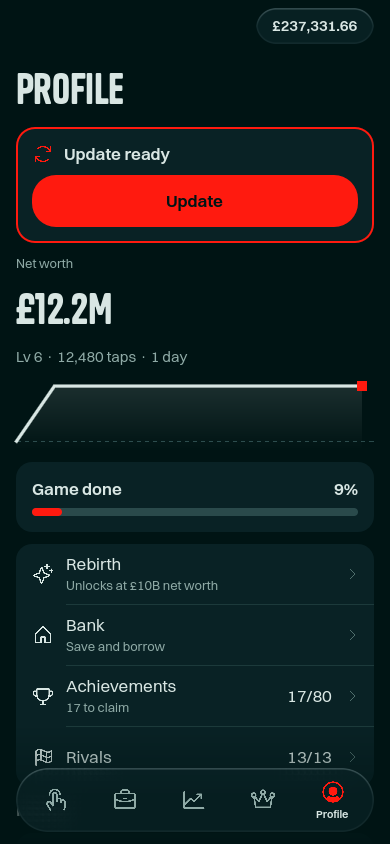 £237,331.66
PROFILE
Update ready
Update
Net worth
£12.2M
Lv 6 · 12,480 taps · 1 day
Game done 9%
Rebirth
Unlocks at £10B net worth
Bank
Save and borrow
Achievements 17/80
17 to claim
Rivals 13/13
Profile